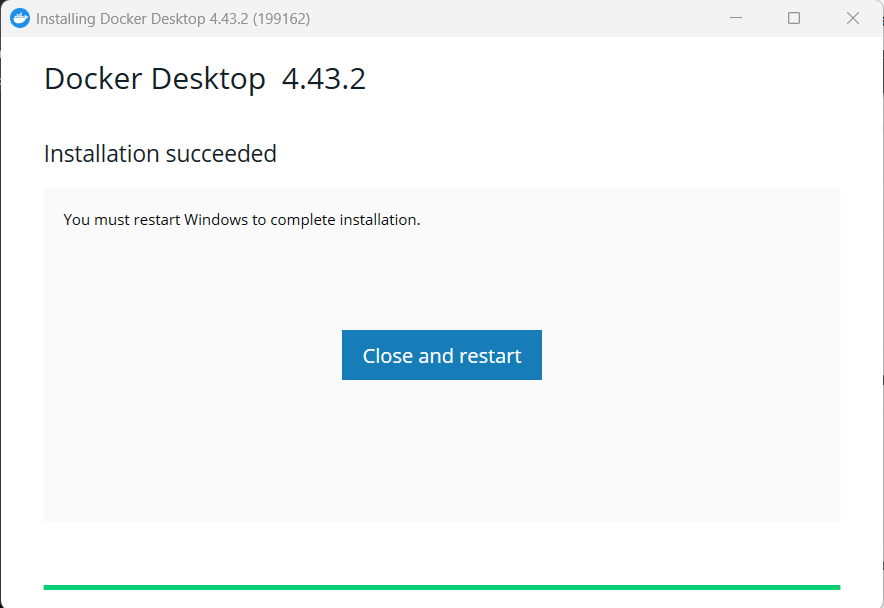 Installing Docker Desktop 4.43.2 (199162)
Docker Desktop 4.43.2
Installation succeeded
You must restart Windows to complete installation.
Close and restart